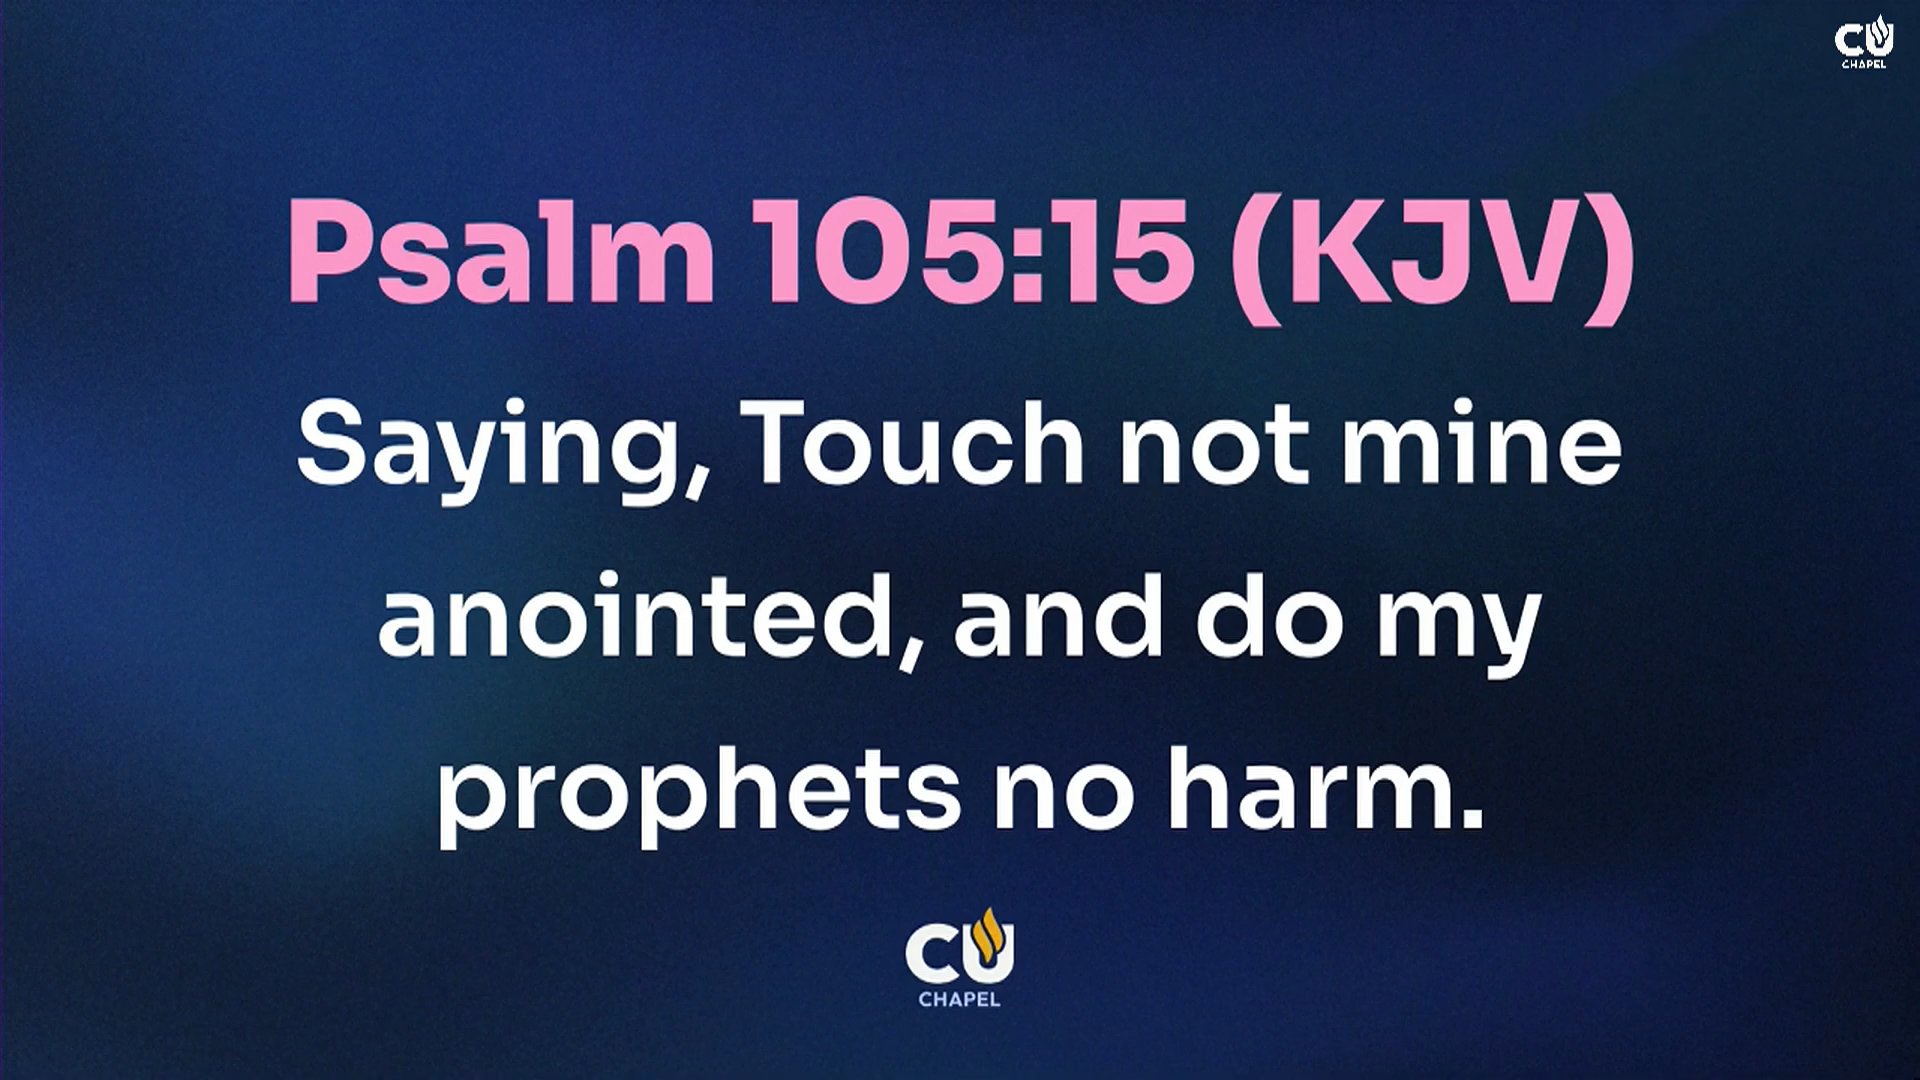 CU
CHAPEL
Psalm 105:15 (KJV)
Saying, Touch not mine
anointed, and do my
prophets no harm.
CU
CHAPEL